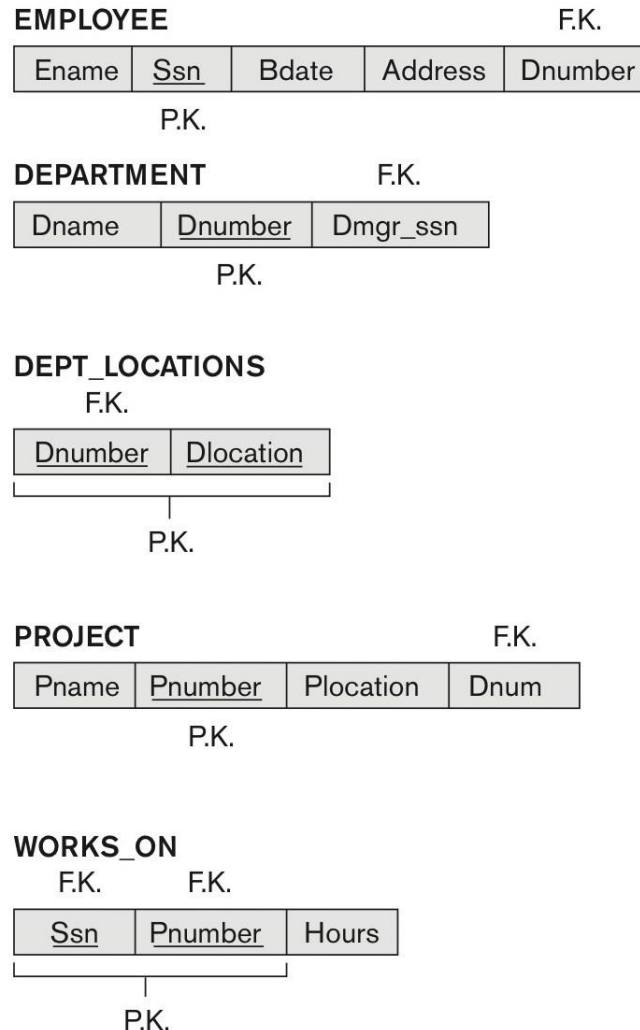 EMPLOYEE F.K.
Ename Ssn Bdate Address Dnumber
P.K.
DEPARTMENT F.K.
Dname Dnumber Dmgr_ssn
P.K.
DEPT_LOCATIONS
F.K.
Dnumber Dlocation
P.K.
PROJECT F.K.
Pname Pnumber Plocation Dnum
P.K.
WORKS_ON
F.K. F.K.
Ssn Pnumber Hours
P.K.